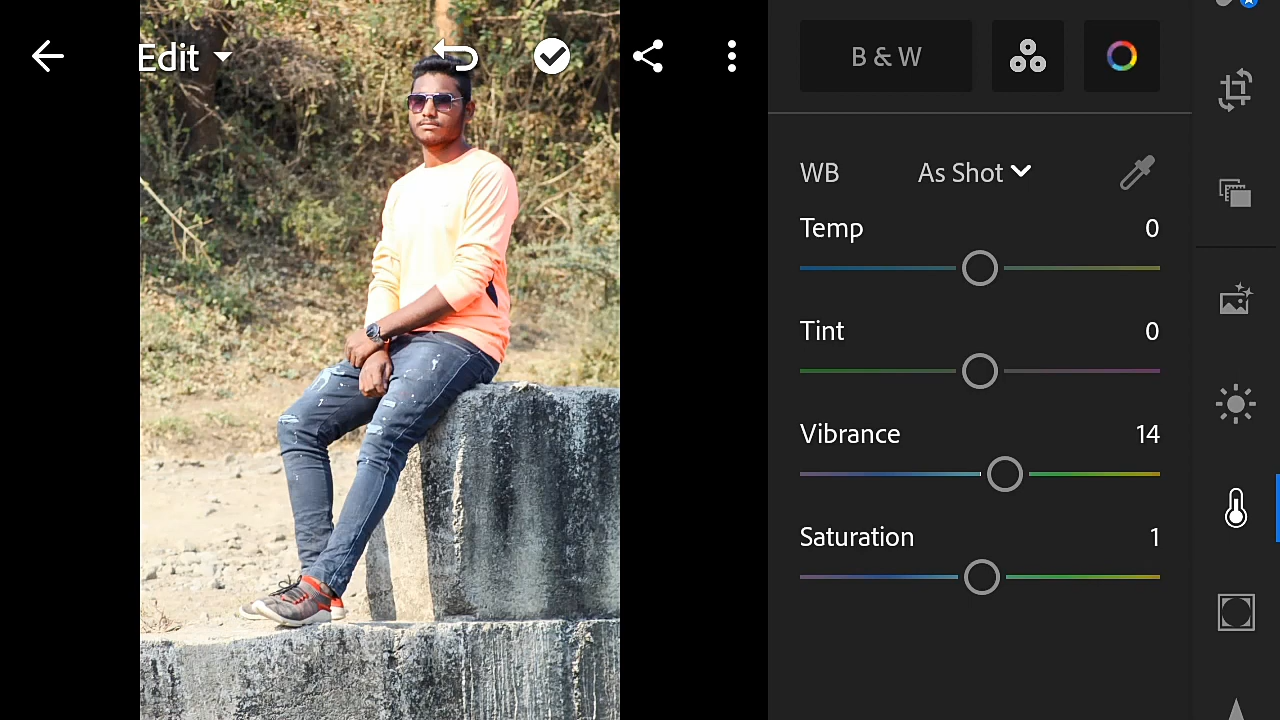 Edit
B & W
WB As Shot
Temp 0
Tint 0
Vibrance 14
Saturation 1